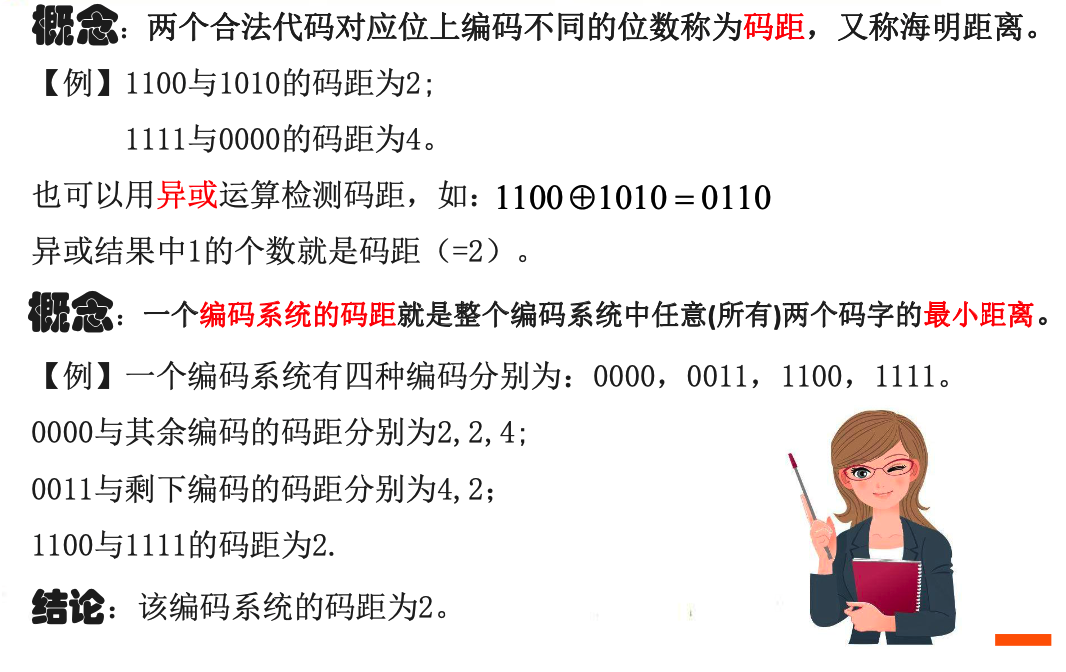 概念：两个合法代码对应位上编码不同的位数称为码距，又称海明距离。
【例】1100与1010的码距为2;
1111与0000的码距为4。
也可以用异或运算检测码距，如：1100⊕1010=0110
异或结果中1的个数就是码距（=2）。
概念：一个编码系统的码距就是整个编码系统中任意(所有)两个码字的最小距离。
【例】一个编码系统有四种编码分别为：0000，0011，1100，1111。
0000与其余编码的码距分别为2,2,4;
0011与剩下编码的码距分别为4,2；
1100与1111的码距为2.
结论：该编码系统的码距为2。